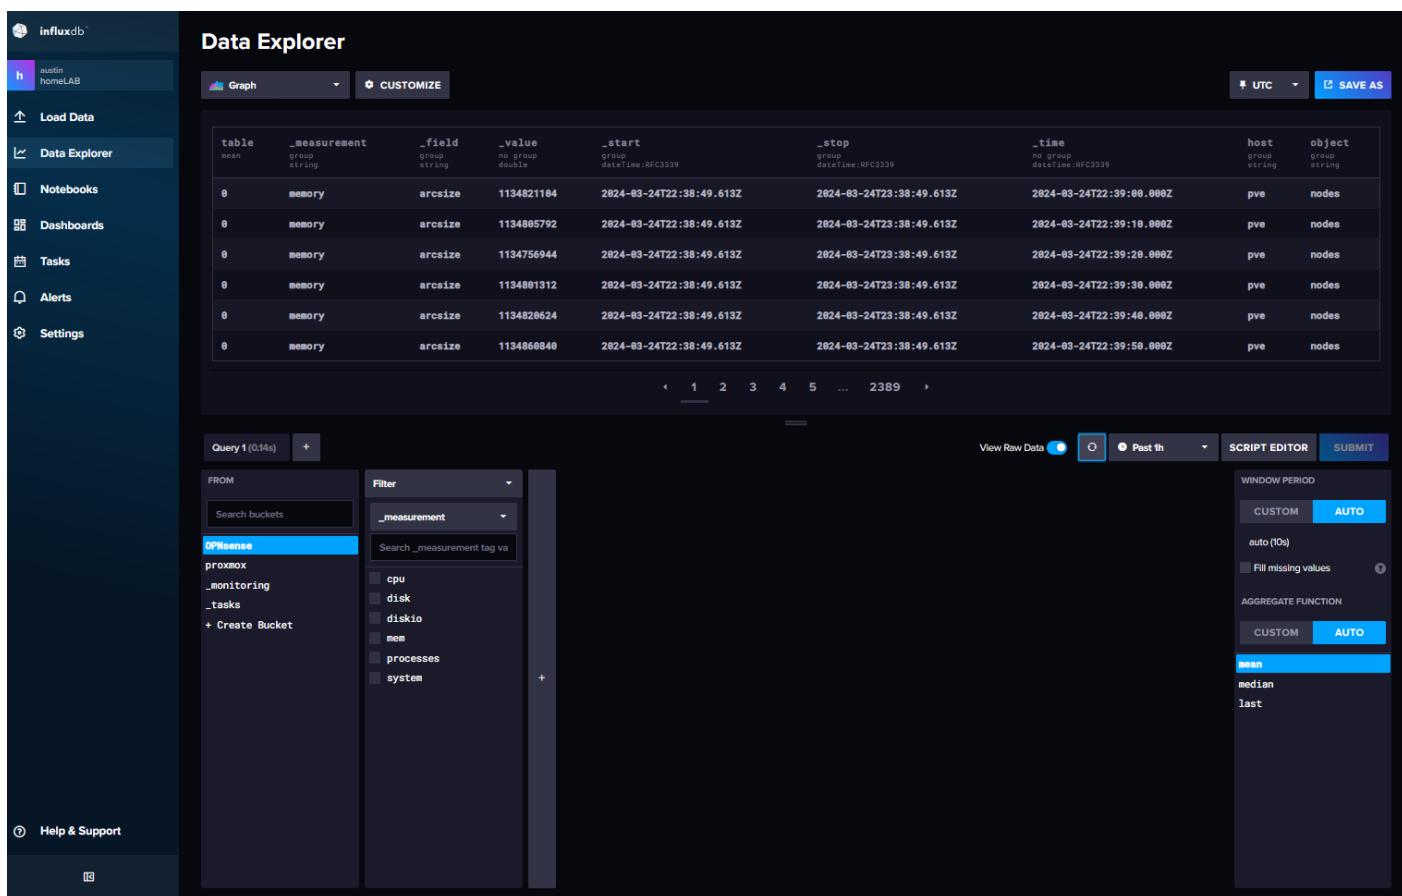 influxdb™
Data Explorer
h
austin
homeLAB
Graph
CUSTOMIZE
UTC
SAVE AS
Load Data
Data Explorer
Notebooks
Dashboards
Tasks
Alerts
Settings
table _measurement _field _value _start _stop _time host object
mean group group no group group group no group group group
string string double dateTime:RFC3339 dateTime:RFC3339 dateTime:RFC3339 string string
0 memory arcsize 1134821104 2024-03-24T22:38:49.613Z 2024-03-24T23:38:49.613Z 2024-03-24T22:39:00.000Z pve nodes
0 memory arcsize 1134805792 2024-03-24T22:38:49.613Z 2024-03-24T23:38:49.613Z 2024-03-24T22:39:10.000Z pve nodes
0 memory arcsize 1134756944 2024-03-24T22:38:49.613Z 2024-03-24T23:38:49.613Z 2024-03-24T22:39:20.000Z pve nodes
0 memory arcsize 1134801312 2024-03-24T22:38:49.613Z 2024-03-24T23:38:49.613Z 2024-03-24T22:39:30.000Z pve nodes
0 memory arcsize 1134820624 2024-03-24T22:38:49.613Z 2024-03-24T23:38:49.613Z 2024-03-24T22:39:40.000Z pve nodes
0 memory arcsize 1134860840 2024-03-24T22:38:49.613Z 2024-03-24T23:38:49.613Z 2024-03-24T22:39:50.000Z pve nodes
1 2 3 4 5 ... 2389
Query 1 (0.14s) +
View Raw Data
Past 1h
SCRIPT EDITOR
SUBMIT
FROM
Search buckets
OPNsense
proxmox
_monitoring
_tasks
+ Create Bucket
Filter
_measurement
Search _measurement tag va
cpu
disk
diskio
mem
processes
system
+
WINDOW PERIOD
CUSTOM AUTO
auto (10s)
Fill missing values ?
AGGREGATE FUNCTION
CUSTOM AUTO
mean
median
last
Help & Support